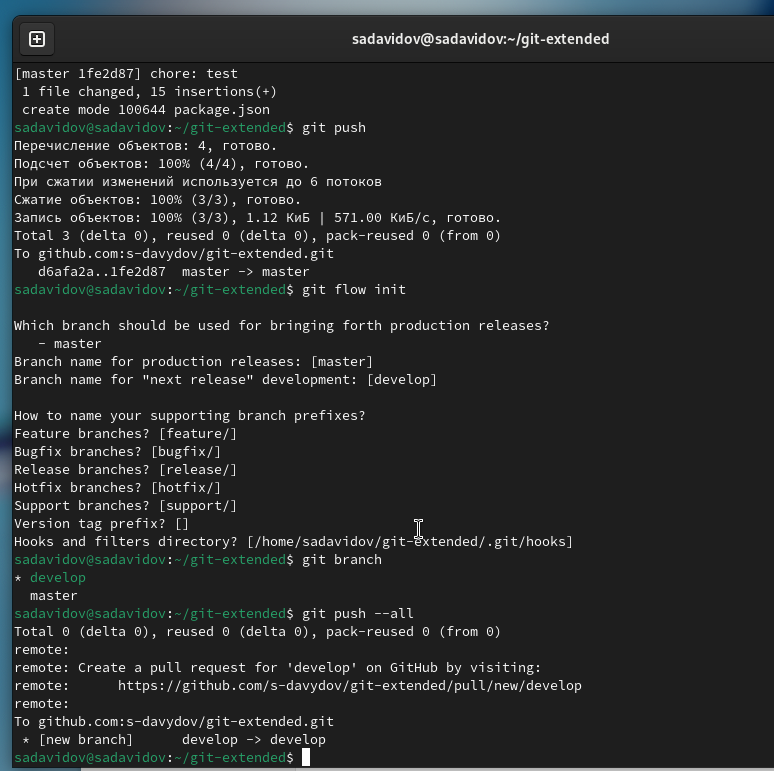 sadavidov@sadavidov:~/git-extended
[master 1fe2d87] chore: test
 1 file changed, 15 insertions(+)
 create mode 100644 package.json
sadavidov@sadavidov:~/git-extended$ git push
Перечисление объектов: 4, готово.
Подсчет объектов: 100% (4/4), готово.
При сжатии изменений используется до 6 потоков
Сжатие объектов: 100% (3/3), готово.
Запись объектов: 100% (3/3), 1.12 КиБ | 571.00 КиБ/с, готово.
Total 3 (delta 0), reused 0 (delta 0), pack-reused 0 (from 0)
To github.com:s-davydov/git-extended.git
   d6afa2a..1fe2d87  master -> master
sadavidov@sadavidov:~/git-extended$ git flow init

Which branch should be used for bringing forth production releases?
   - master
Branch name for production releases: [master]
Branch name for "next release" development: [develop]

How to name your supporting branch prefixes?
Feature branches? [feature/]
Bugfix branches? [bugfix/]
Release branches? [release/]
Hotfix branches? [hotfix/]
Support branches? [support/]
Version tag prefix? []
Hooks and filters directory? [/home/sadavidov/git-extended/.git/hooks]
sadavidov@sadavidov:~/git-extended$ git branch
* develop
  master
sadavidov@sadavidov:~/git-extended$ git push --all
Total 0 (delta 0), reused 0 (delta 0), pack-reused 0 (from 0)
remote:
remote: Create a pull request for 'develop' on GitHub by visiting:
remote:      https://github.com/s-davydov/git-extended/pull/new/develop
remote:
To github.com:s-davydov/git-extended.git
 * [new branch]      develop -> develop
sadavidov@sadavidov:~/git-extended$